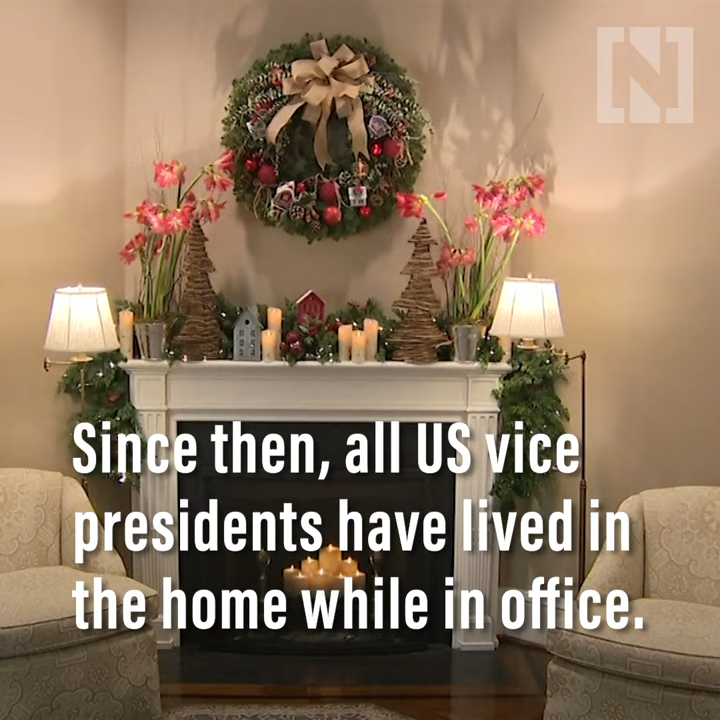 [N]
Since then, all US vice
presidents have lived in
the home while in office.